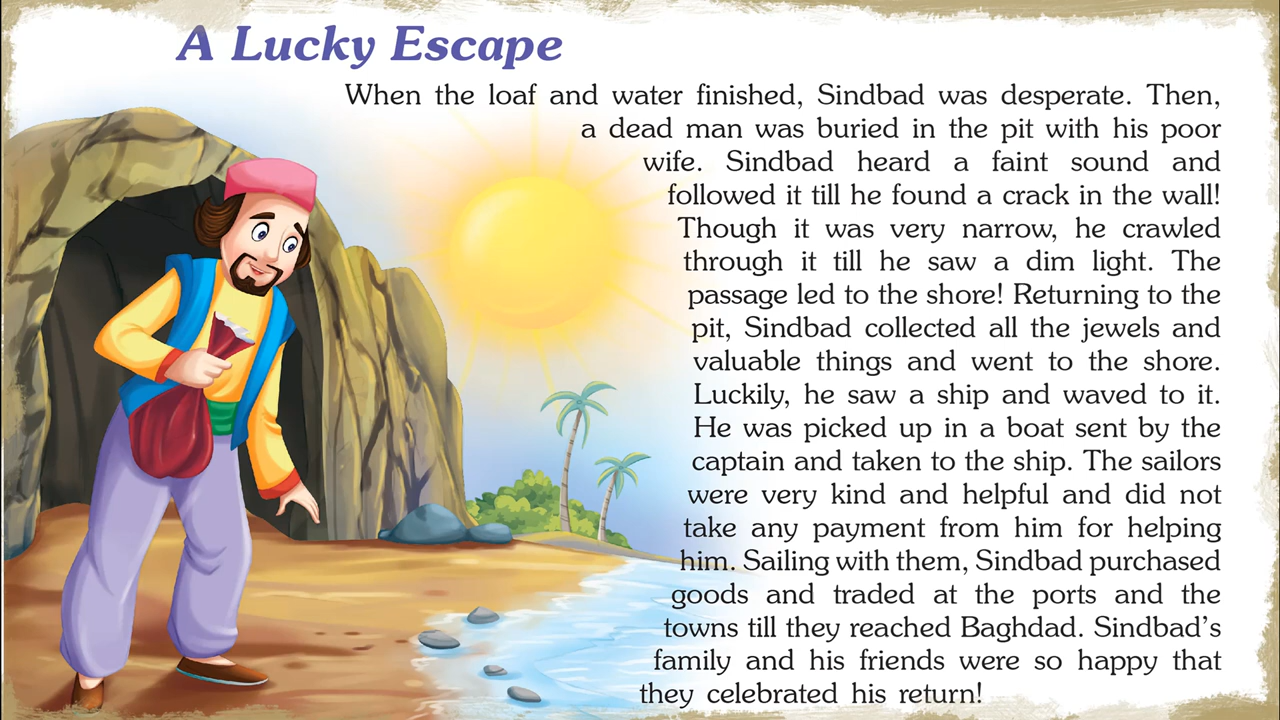 A Lucky Escape
When the loaf and water finished, Sindbad was desperate. Then,
a dead man was buried in the pit with his poor
wife. Sindbad heard a faint sound and
followed it till he found a crack in the wall!
Though it was very narrow, he crawled
through it till he saw a dim light. The
passage led to the shore! Returning to the
pit, Sindbad collected all the jewels and
valuable things and went to the shore.
Luckily, he saw a ship and waved to it.
He was picked up in a boat sent by the
captain and taken to the ship. The sailors
were very kind and helpful and did not
take any payment from him for helping
him. Sailing with them, Sindbad purchased
goods and traded at the ports and the
towns till they reached Baghdad. Sindbad’s
family and his friends were so happy that
they celebrated his return!